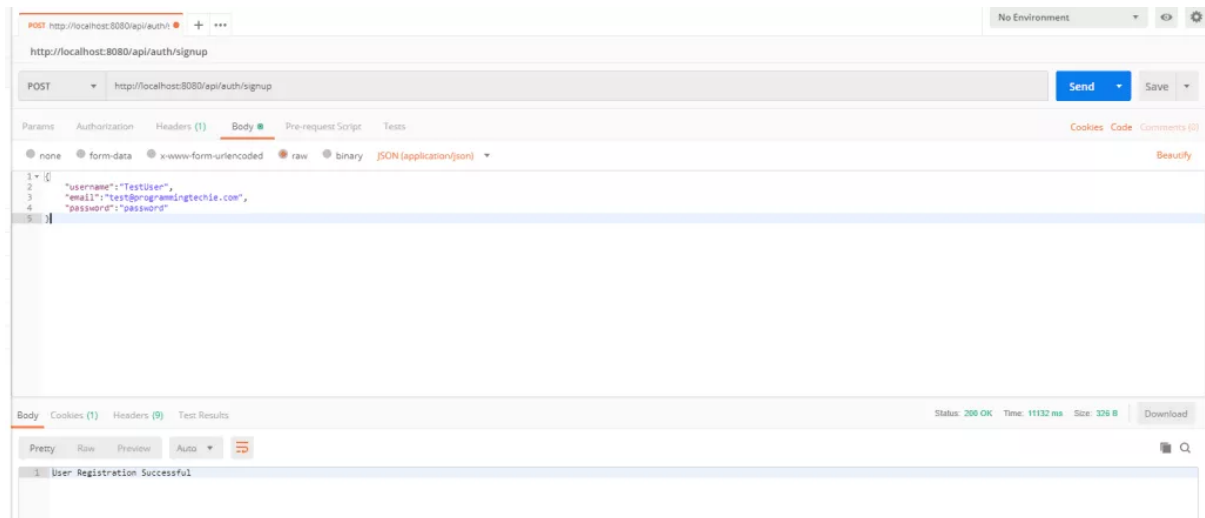 POST http://localhost:8080/api/auth/s + •••
No Environment
http://localhost:8080/api/auth/signup
POST http://localhost:8080/api/auth/signup Send Save
Params Authorization Headers (1) Body Pre-request Script Tests Cookies Code Comments (0)
none form-data x-www-form-urlencoded raw binary JSON (application/json) Beautify
1 {
2 "username":"TestUser",
3 "email":"test@programmingtechie.com",
4 "password":"password"
5 }
Body Cookies (1) Headers (9) Test Results Status: 200 OK Time: 11132 ms Size: 326 B Download
Pretty Raw Preview Auto
1 User Registration Successful